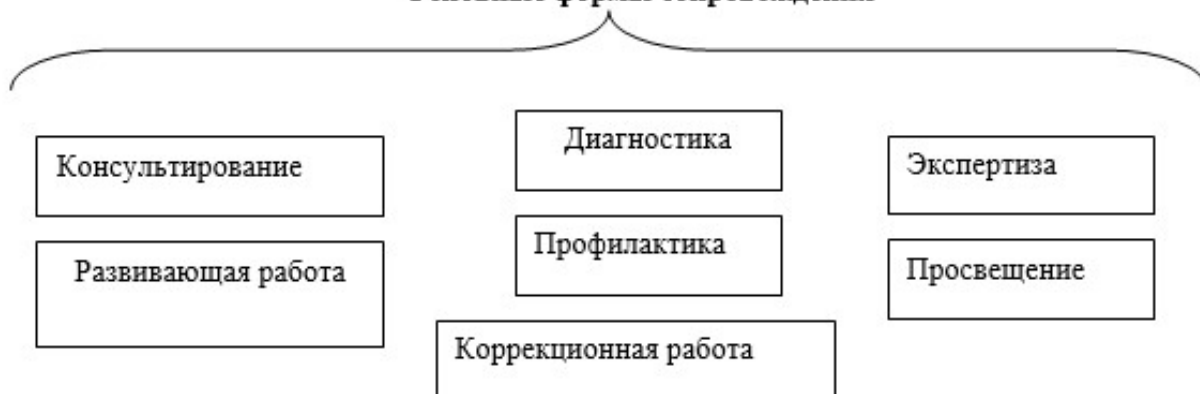 Консультирование
Диагностика
Экспертиза
Развивающая работа
Профилактика
Просвещение
Коррекционная работа